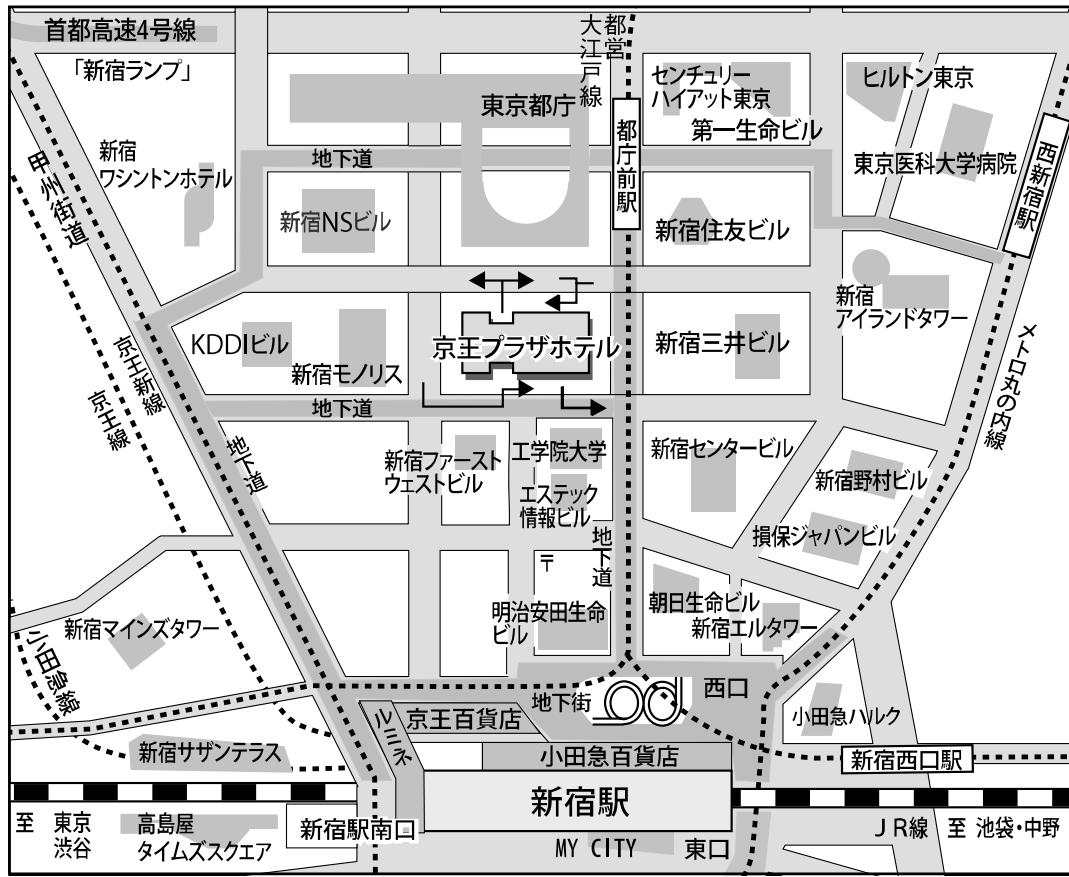 首都高速4号線
「新宿ランプ」
都営
大江戸線
東京都庁
センチュリー
ハイアット東京
第一生命ビル
ヒルトン東京
東京医科大学病院
西新宿駅
都庁前駅
地下道
新宿
ワシントンホテル
甲州街道
新宿NSビル
新宿住友ビル
新宿
アイランドタワー
KDDIビル
新宿モノリス
京王プラザホテル
新宿三井ビル
メトロ丸の内線
京王新線
京王線
地下道
地下道
新宿ファースト
ウェストビル
工学院大学
エステック
情報ビル
新宿センタービル
新宿野村ビル
損保ジャパンビル
地下道
〒
明治安田生命
ビル
朝日生命ビル
新宿エルタワー
新宿マインズタワー
小田急線
地下街
西口
小田急ハルク
ルミネ
京王百貨店
小田急百貨店
新宿西口駅
新宿サザンテラス
新宿駅
新宿駅南口
至 東京
渋谷
高島屋
タイムズスクエア
MY CITY
東口
JR線
至 池袋・中野